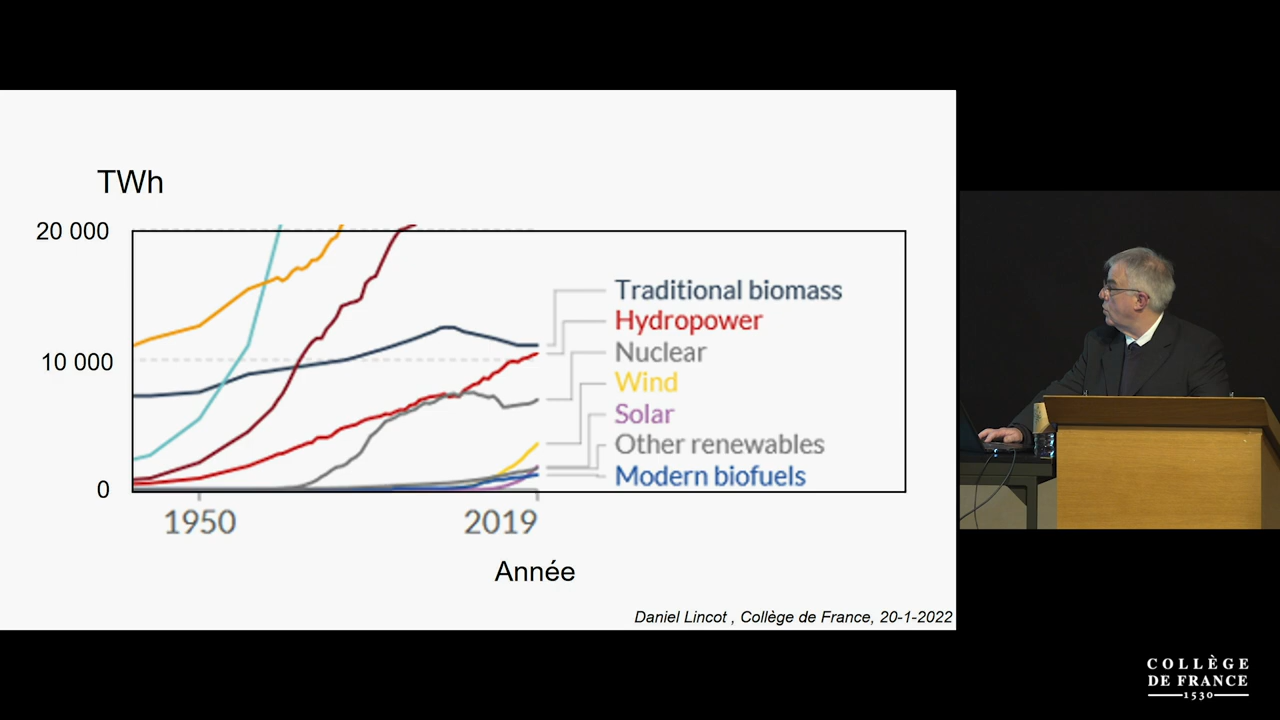 TWh
20 000
10 000
0
Traditional biomass
Hydropower
Nuclear
Wind
Solar
Other renewables
Modern biofuels
1950
2019
Année
Daniel Lincot , Collège de France, 20-1-2022
COLLÈGE
DE FRANCE
1530